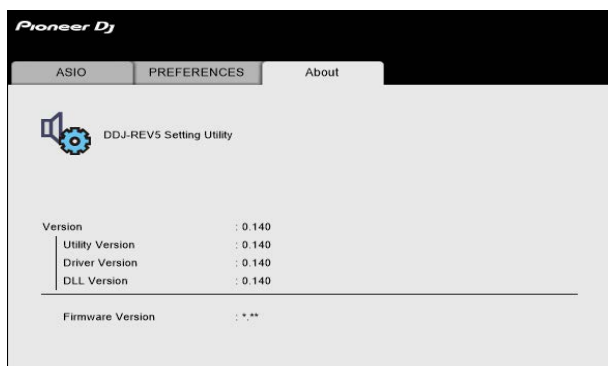 Pioneer Dj
ASIO PREFERENCES About
DDJ-REV5 Setting Utility
Version : 0.140
Utility Version : 0.140
Driver Version : 0.140
DLL Version : 0.140
Firmware Version : *.**